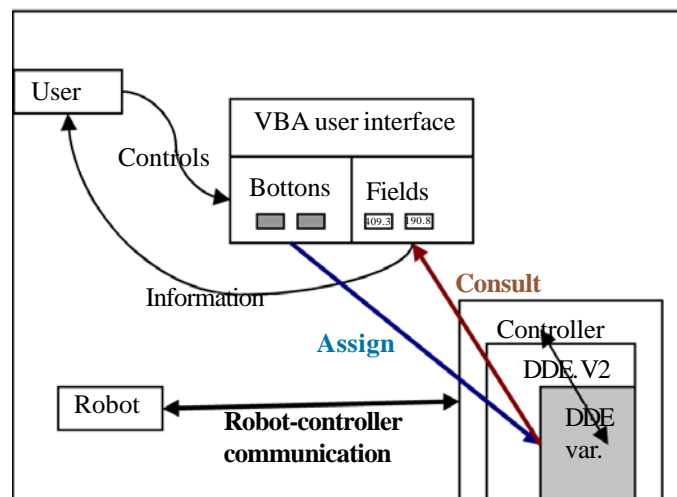 User
VBA user interface
Controls
Bottons
Fields
409.3
190.8
Information
Consult
Assign
Controller
DDE.V2
Robot
DDE
var.
Robot-controller
communication